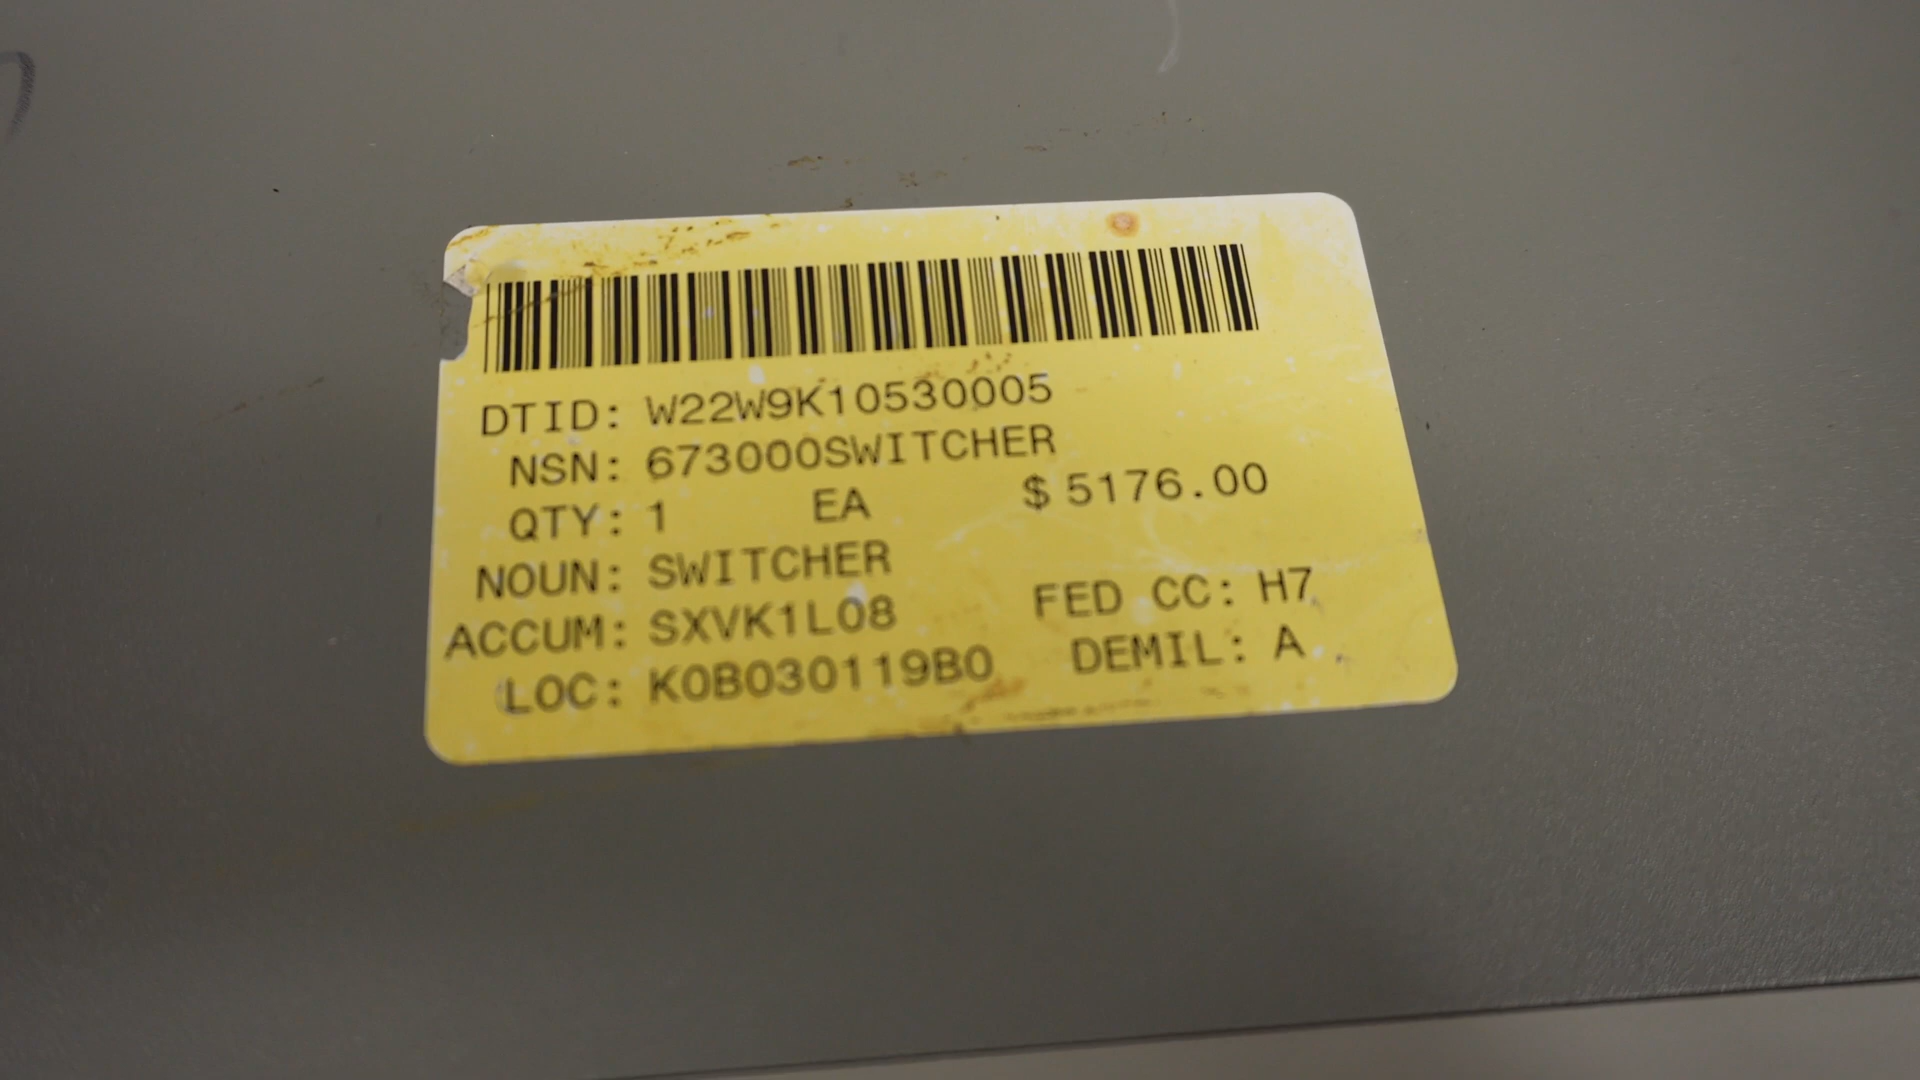 DTID: W22W9K10530005
NSN: 673000SWITCHER
QTY: 1 EA $ 5176.00
NOUN: SWITCHER
ACCUM: SXVK1L08 FED CC: H7
LOC: K0B030119B0 DEMIL: A